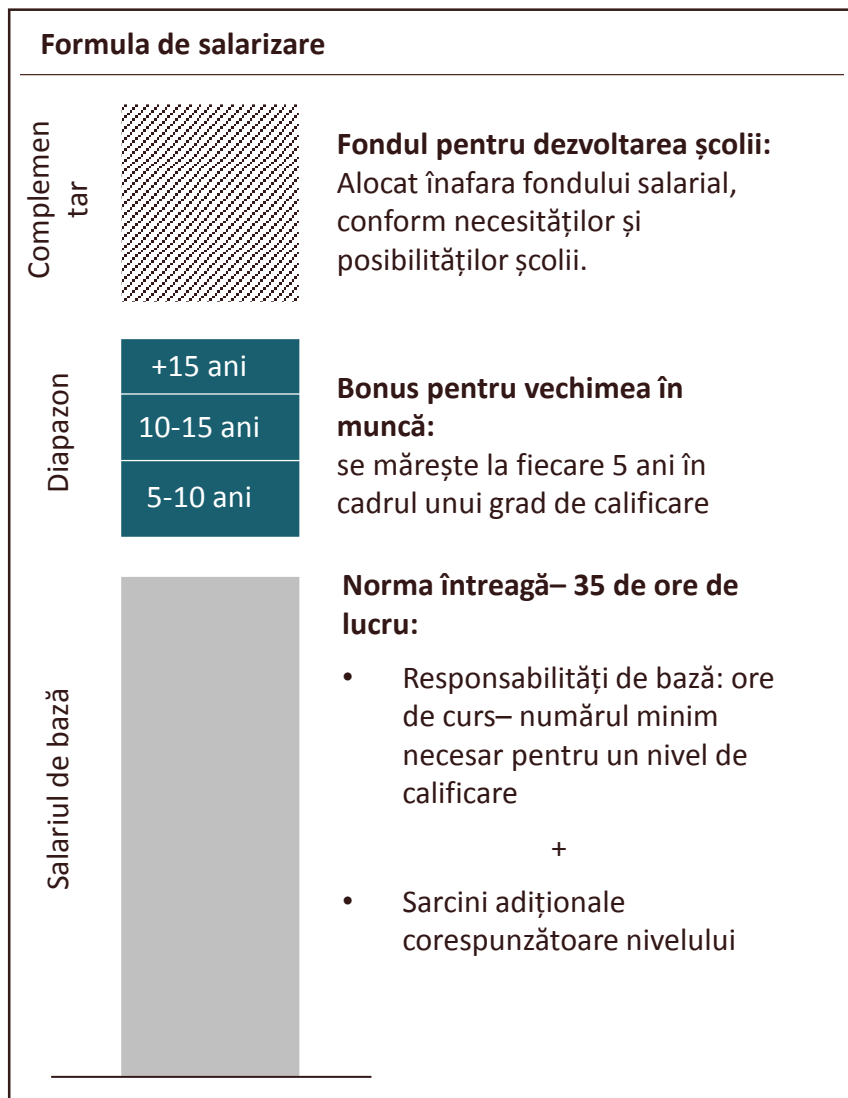 Formula de salarizare
Complemen
tar
Fondul pentru dezvoltarea școlii:
Alocat înafara fondului salarial,
conform necesităților și
posibilităților școlii.
Diapazon
+15 ani
10-15 ani
5-10 ani
Bonus pentru vechimea în
muncă:
se mărește la fiecare 5 ani în
cadrul unui grad de calificare
Salariul de bază
Norma întreagă– 35 de ore de
lucru:
• Responsabilități de bază: ore
de curs– numărul minim
necesar pentru un nivel de
calificare
+
• Sarcini adiționale
corespunzătoare nivelului